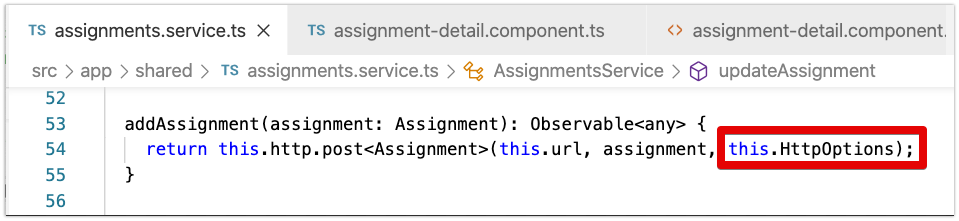 TS assignments.service.ts × TS assignment-detail.component.ts <> assignment-detail.component.
src > app > shared > TS assignments.service.ts > AssignmentsService > updateAssignment
52
53 addAssignment(assignment: Assignment): Observable<any> {
54 return this.http.post<Assignment>(this.url, assignment, this.HttpOptions);
55 }
56